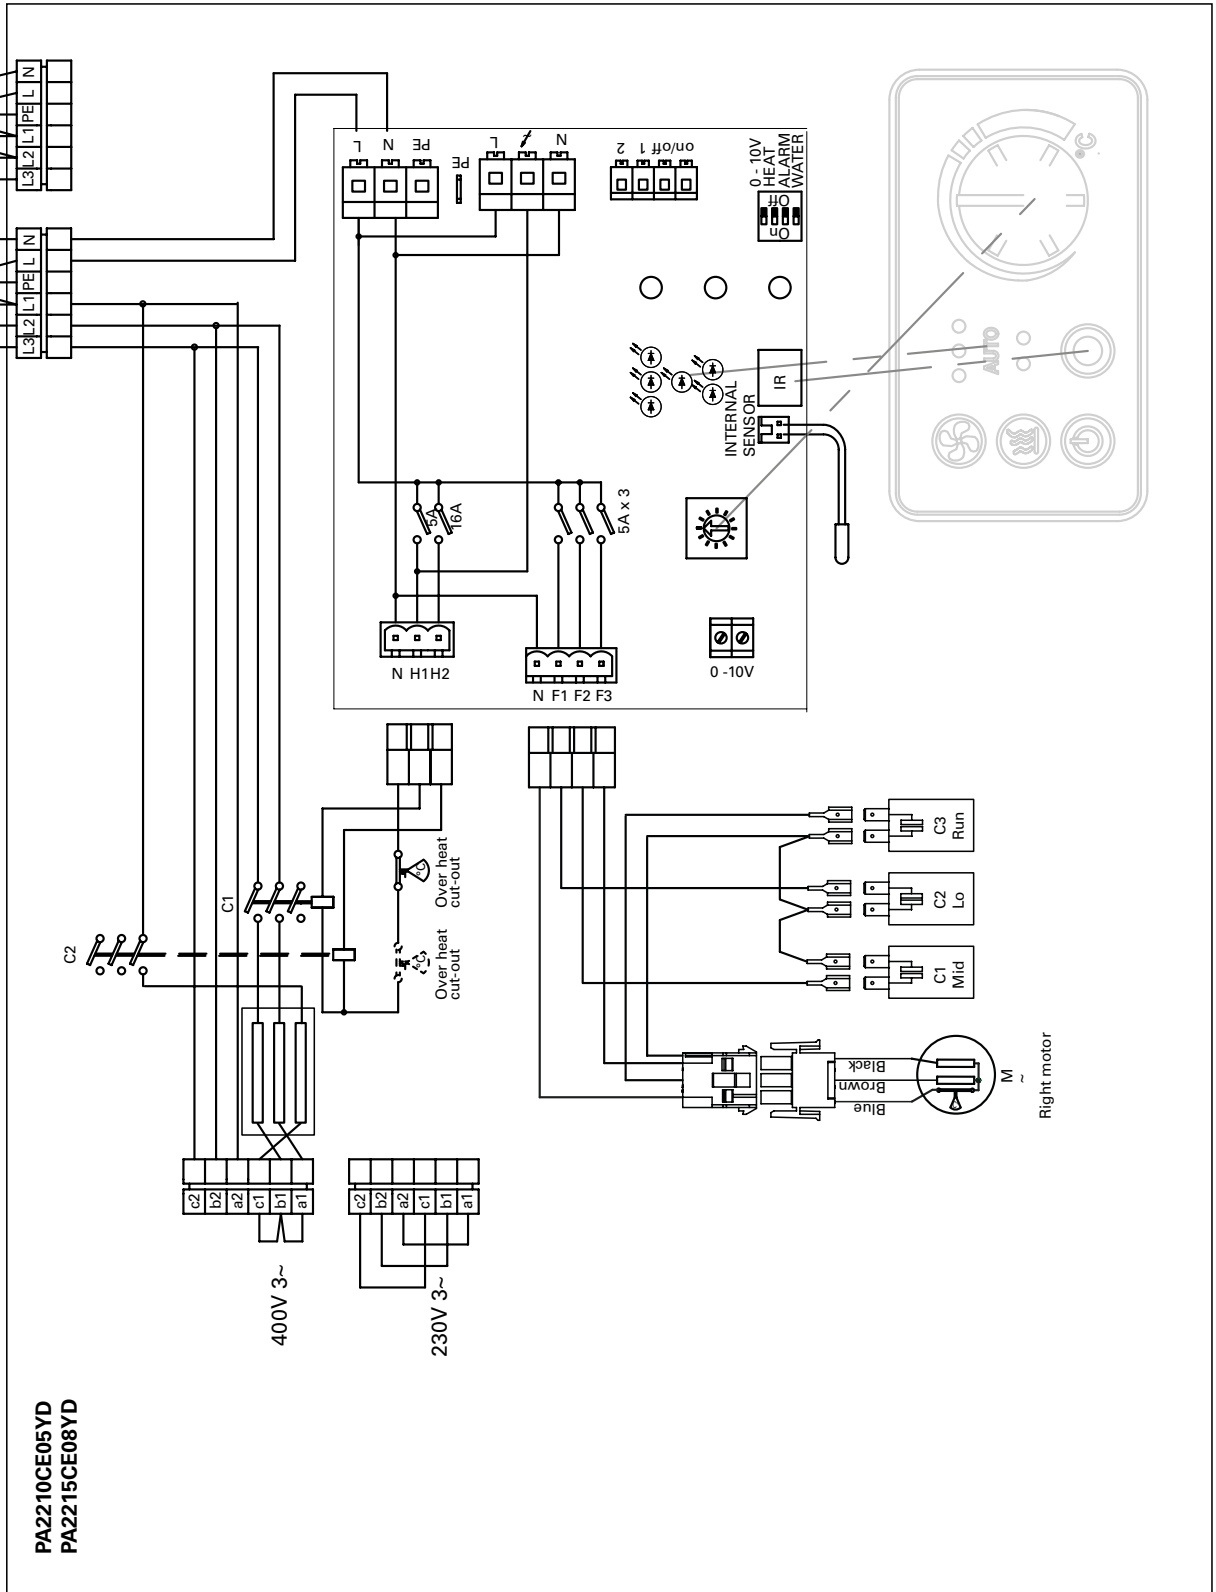 PA2210CE05YD
PA2215CE08YD
N
L
PE
L1
L2
L3
N
L
PE
L1
L2
L3
L
N
PE
PE
L
N
2
1
on/off
0 - 10V
HEAT
ALARM
WATER
Off
On
°C
AUTO
IR
INTERNAL
SENSOR
5A
16A
5A x 3
N H1H2
N F1 F2 F3
0 -10V
C1
C2
°C
Over heat
cut-out
°C
Over heat
cut-out
C3
Run
C2
Lo
C1
Mid
Black
Brown
Blue
M
~
Right motor
c2
b2
a2
c1
b1
a1
400V 3~
c2
b2
a2
c1
b1
a1
230V 3~